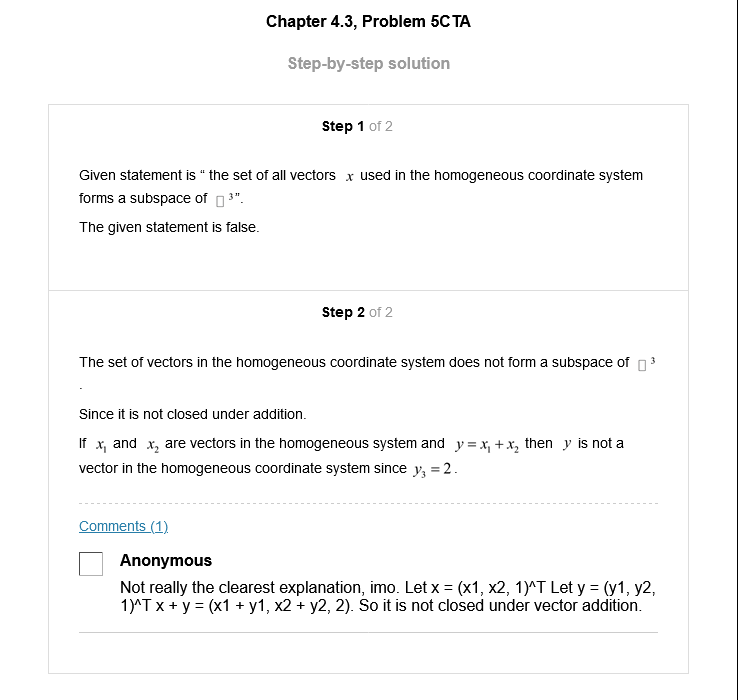 Chapter 4.3, Problem 5CTA
Step-by-step solution
Step 1 of 2
Given statement is “ the set of all vectors x used in the homogeneous coordinate system
forms a subspace of ▯ ³”.
The given statement is false.
Step 2 of 2
The set of vectors in the homogeneous coordinate system does not form a subspace of ▯ ³
.
Since it is not closed under addition.
If x₁ and x₂ are vectors in the homogeneous system and y = x₁ + x₂ then y is not a
vector in the homogeneous coordinate system since y₃ = 2 .
Comments (1)
Anonymous
Not really the clearest explanation, imo. Let x = (x1, x2, 1)^T Let y = (y1, y2,
1)^T x + y = (x1 + y1, x2 + y2, 2). So it is not closed under vector addition.